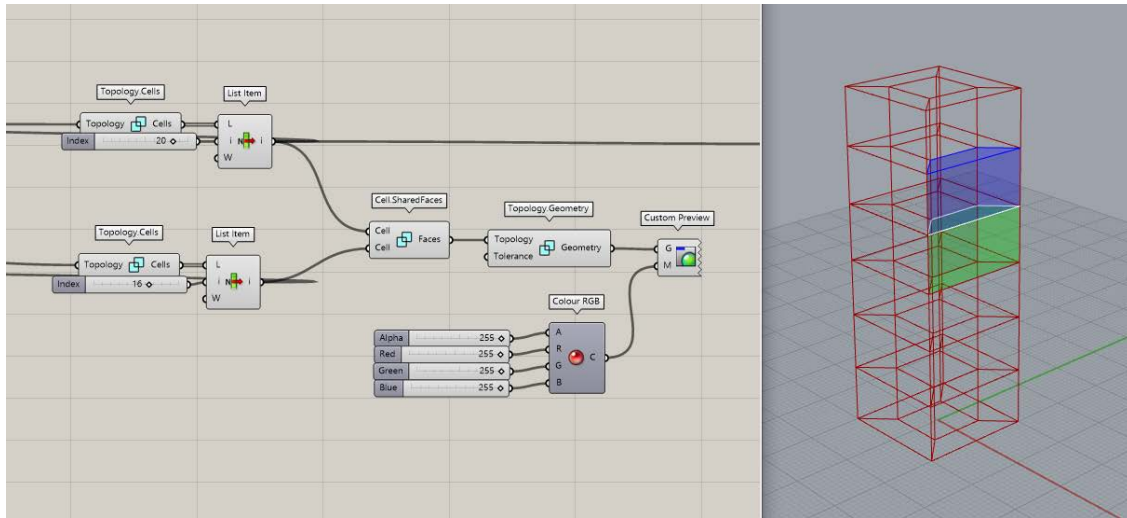 Topology.Cells
List Item
Topology
Cells
L
i
N
i
W
Index
20
Cell.SharedFaces
Topology.Geometry
Custom Preview
Cell
Cell
Faces
Topology
Tolerance
Geometry
G
M
Topology.Cells
List Item
Topology
Cells
L
i
N
i
W
Index
16
Colour RGB
Alpha
255
Red
255
Green
255
Blue
255
A
R
G
B
C